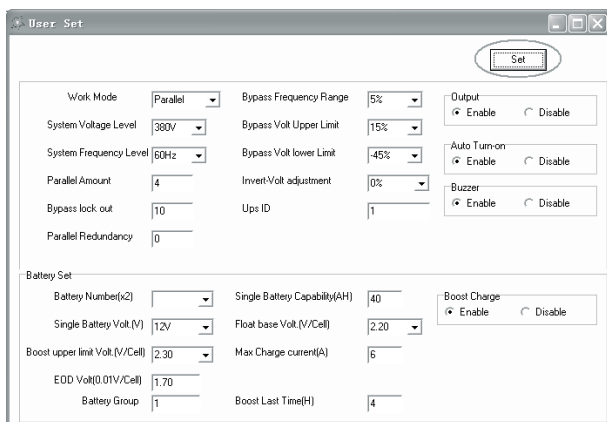 User Set
Set
Work Mode Parallel Bypass Frequency Range 5% Output
Enable Disable
System Voltage Level 380V Bypass Volt Upper Limit 15%
System Frequency Level 60Hz Bypass Volt lower Limit -45% Auto Turn-on
Enable Disable
Parallel Amount 4 Invert-Volt adjustment 0% Buzzer
Enable Disable
Bypass lock out 10 Ups ID 1
Parallel Redundancy 0
Battery Set
Battery Number(x2) Single Battery Capability(AH) 40 Boost Charge
Enable Disable
Single Battery Volt.(V) 12V Float base Volt.(V/Cell) 2.20
Boost upper limit Volt.(V/Cell) 2.30 Max Charge current(A) 6
EOD Volt(0.01V/Cell) 1.70
Battery Group 1 Boost Last Time(H) 4